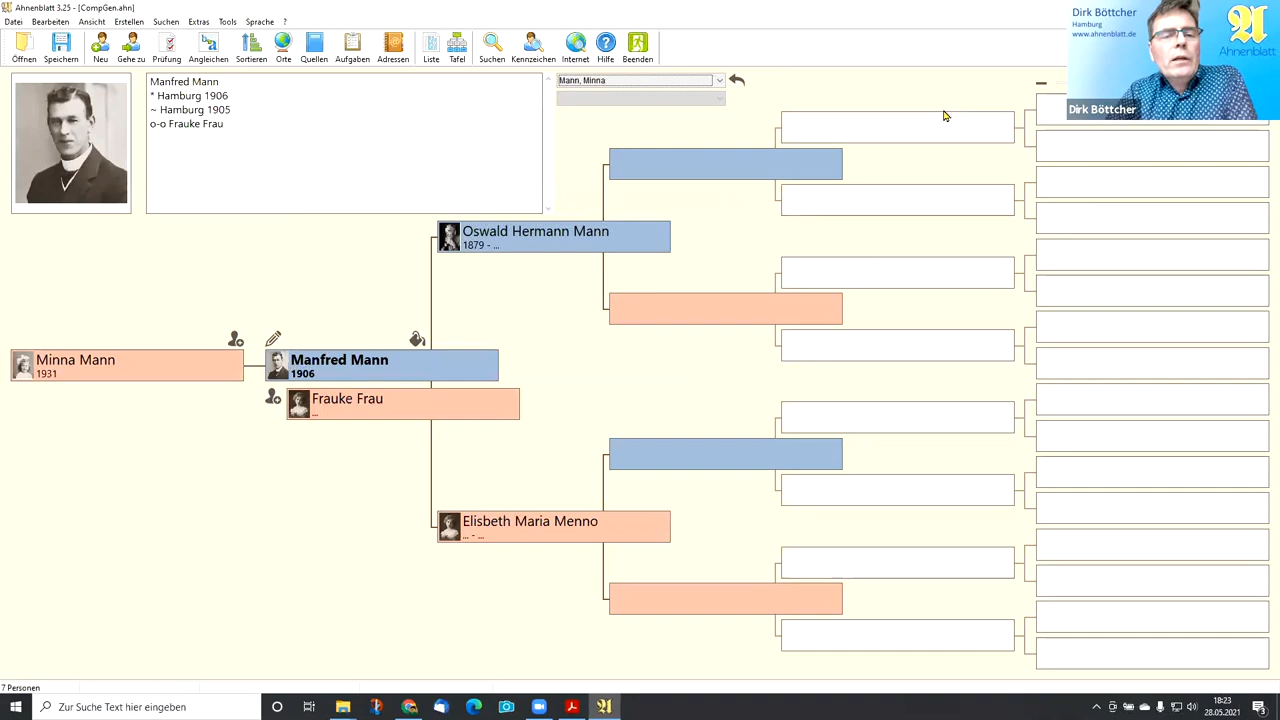 Ahnenblatt 3.25 - [CompGen.ahn]
Datei Bearbeiten Ansicht Erstellen Suchen Extras Tools Sprache ?
Öffnen Speichern Neu Gehe zu Prüfung Angleichen Sortieren Orte Quellen Aufgaben Adressen Liste Tafel Suchen Kennzeichen Internet Hilfe Beenden
Dirk Böttcher
Hamburg
www.ahnenblatt.de
Ahnenblatt
Dirk Böttcher
Manfred Mann
* Hamburg 1906
~ Hamburg 1905
o-o Frauke Frau
Mann, Minna
Oswald Hermann Mann
1879 - ...
Minna Mann
1931
Manfred Mann
1906
Frauke Frau
...
Elisbeth Maria Menno
... - ...
7 Personen
Zur Suche Text hier eingeben
18:23
28.05.2021